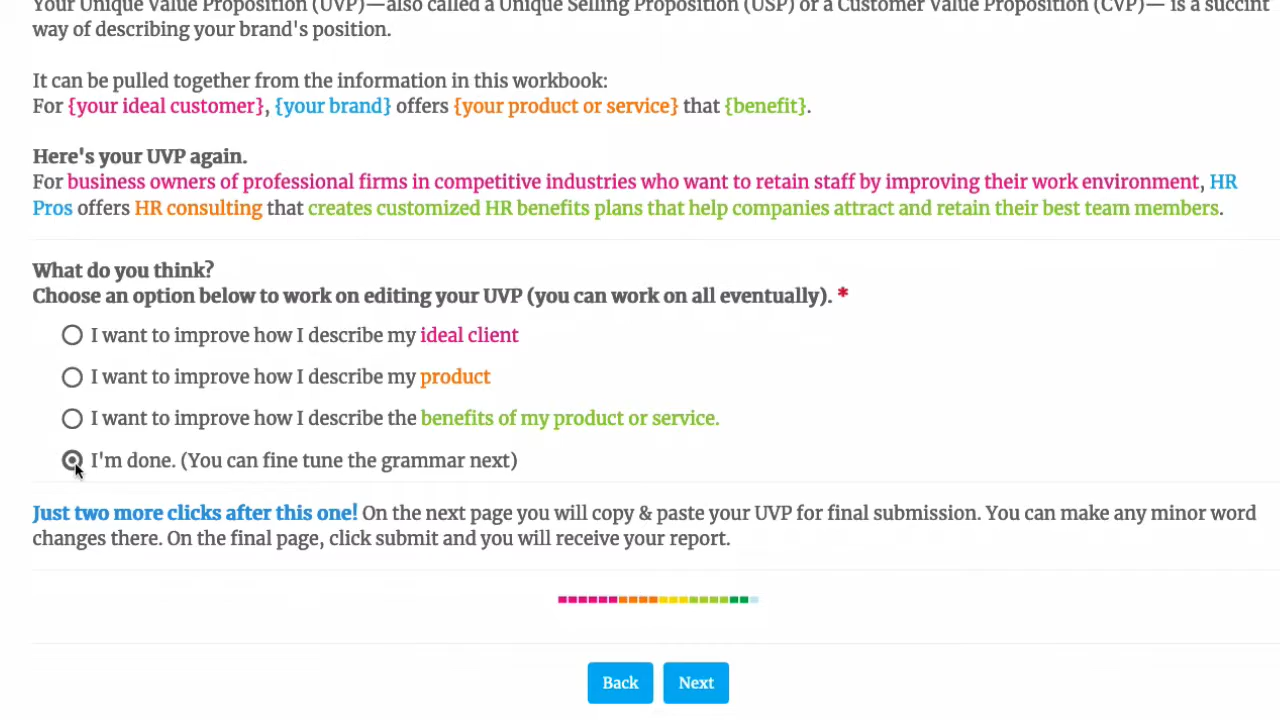 Your Unique Value Proposition (UVP)—also called a Unique Selling Proposition (USP) or a Customer Value Proposition (CVP)— is a succint
way of describing your brand's position.
It can be pulled together from the information in this workbook:
For {your ideal customer}, {your brand} offers {your product or service} that {benefit}.
Here's your UVP again.
For business owners of professional firms in competitive industries who want to retain staff by improving their work environment, HR
Pros offers HR consulting that creates customized HR benefits plans that help companies attract and retain their best team members.
What do you think?
Choose an option below to work on editing your UVP (you can work on all eventually). *
I want to improve how I describe my ideal client
I want to improve how I describe my product
I want to improve how I describe the benefits of my product or service.
I'm done. (You can fine tune the grammar next)
Just two more clicks after this one! On the next page you will copy & paste your UVP for final submission. You can make any minor word
changes there. On the final page, click submit and you will receive your report.
Back Next